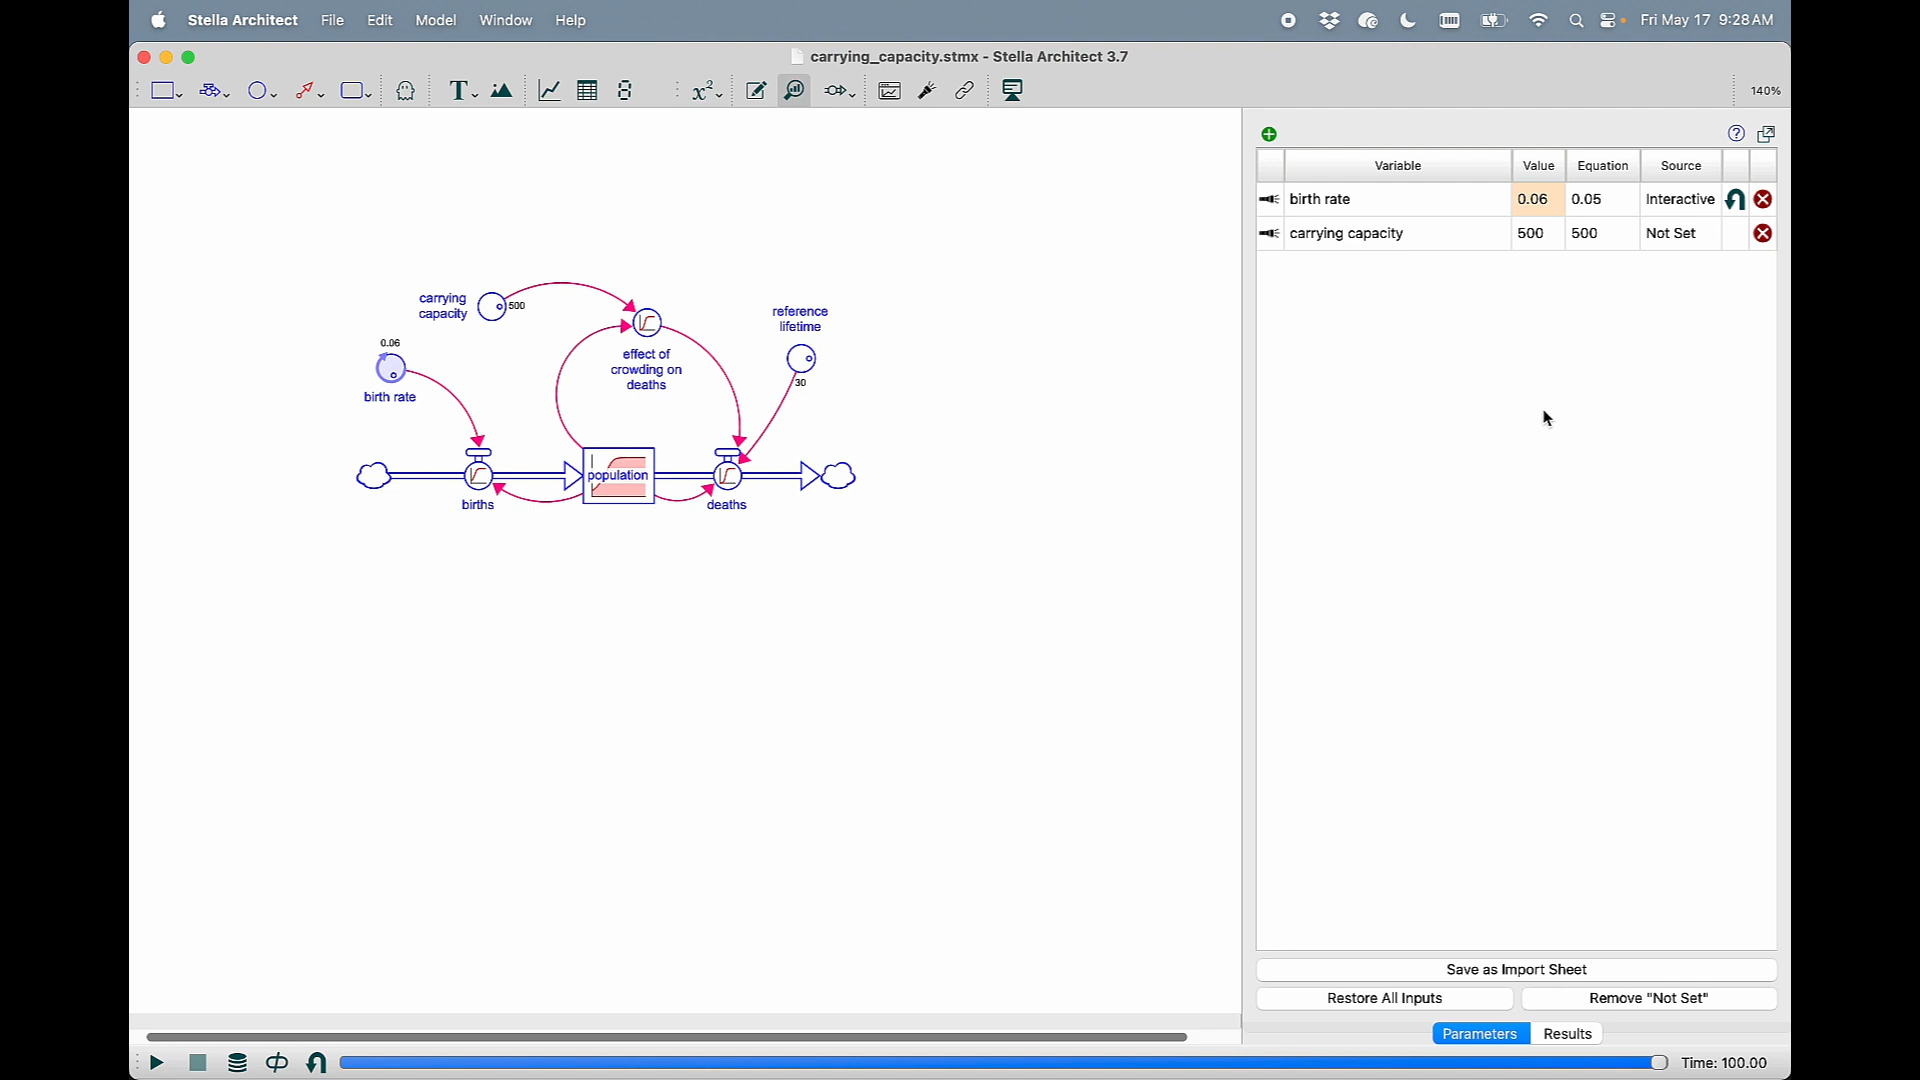 Stella Architect File Edit Model Window Help Fri May 17 9:28 AM
carrying_capacity.stmx - Stella Architect 3.7
T x² 140%
Variable Value Equation Source
birth rate 0.06 0.05 Interactive
carrying capacity 500 500 Not Set
carrying
capacity
500
reference
lifetime
30
0.06
birth rate
effect of
crowding on
deaths
population
births
deaths
Save as Import Sheet
Restore All Inputs Remove "Not Set"
Parameters Results
Time: 100.00